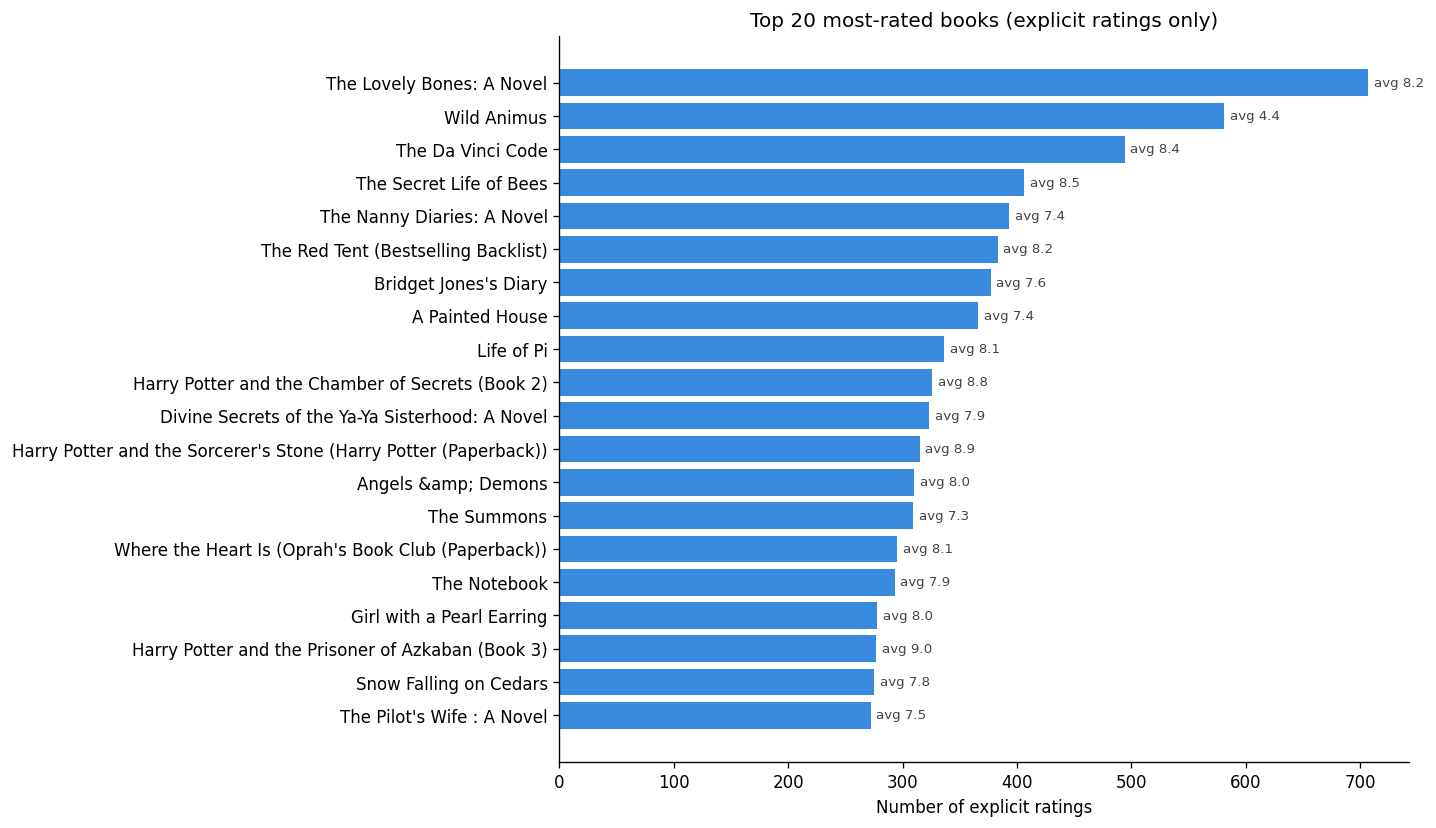 Top 20 most-rated books (explicit ratings only)
The Lovely Bones: A Novel avg 8.2
Wild Animus avg 4.4
The Da Vinci Code avg 8.4
The Secret Life of Bees avg 8.5
The Nanny Diaries: A Novel avg 7.4
The Red Tent (Bestselling Backlist) avg 8.2
Bridget Jones's Diary avg 7.6
A Painted House avg 7.4
Life of Pi avg 8.1
Harry Potter and the Chamber of Secrets (Book 2) avg 8.8
Divine Secrets of the Ya-Ya Sisterhood: A Novel avg 7.9
Harry Potter and the Sorcerer's Stone (Harry Potter (Paperback)) avg 8.9
Angels &amp; Demons avg 8.0
The Summons avg 7.3
Where the Heart Is (Oprah's Book Club (Paperback)) avg 8.1
The Notebook avg 7.9
Girl with a Pearl Earring avg 8.0
Harry Potter and the Prisoner of Azkaban (Book 3) avg 9.0
Snow Falling on Cedars avg 7.8
The Pilot's Wife : A Novel avg 7.5
0 100 200 300 400 500 600 700
Number of explicit ratings